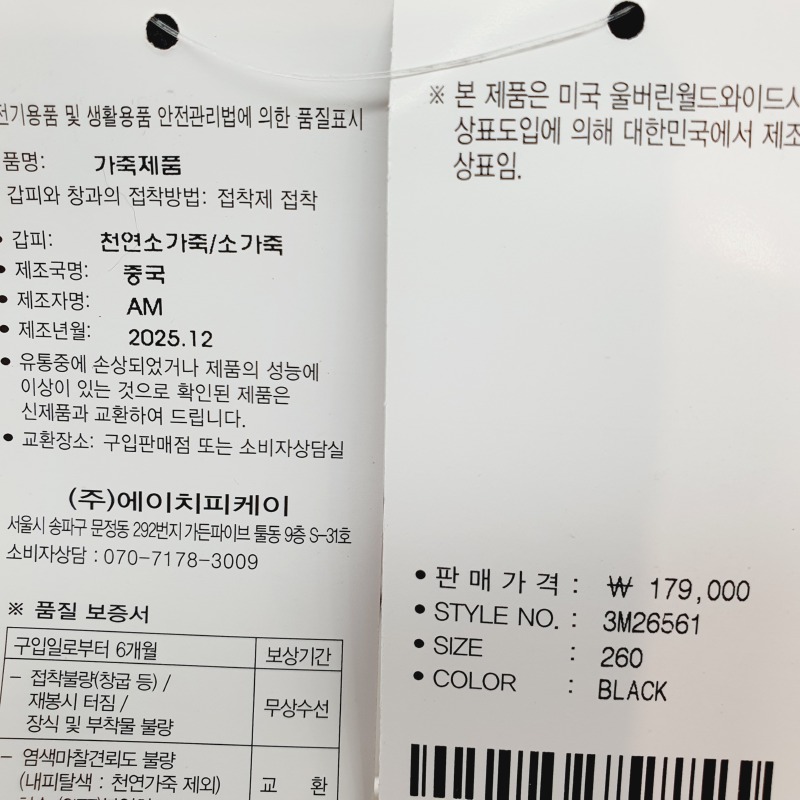 전기용품 및 생활용품 안전관리법에 의한 품질표시
품명: 가죽제품
갑피와 창과의 접착방법: 접착제 접착
• 갑피: 천연소가죽/소가죽
• 제조국명: 중국
• 제조자명: AM
• 제조년월: 2025.12
• 유통중에 손상되었거나 제품의 성능에
이상이 있는 것으로 확인된 제품은
신제품과 교환하여 드립니다.
• 교환장소: 구입판매점 또는 소비자상담실
(주)에이치피케이
서울시 송파구 문정동 292번지 가든파이브 툴동 9층 S-31호
소비자상담 : 070-7178-3009
※ 품질 보증서
구입일로부터 6개월 보상기간
- 접착불량(창굽 등) /
재봉시 터짐 /
장식 및 부착물 불량
무상수선
- 염색마찰견뢰도 불량
(내피탈색 : 천연가죽 제외)
교 환
※ 본 제품은 미국 울버린월드와이드사
상표도입에 의해 대한민국에서 제조
상표임.
• 판매가격 : ₩ 179,000
• STYLE NO. : 3M26561
• SIZE : 260
• COLOR : BLACK